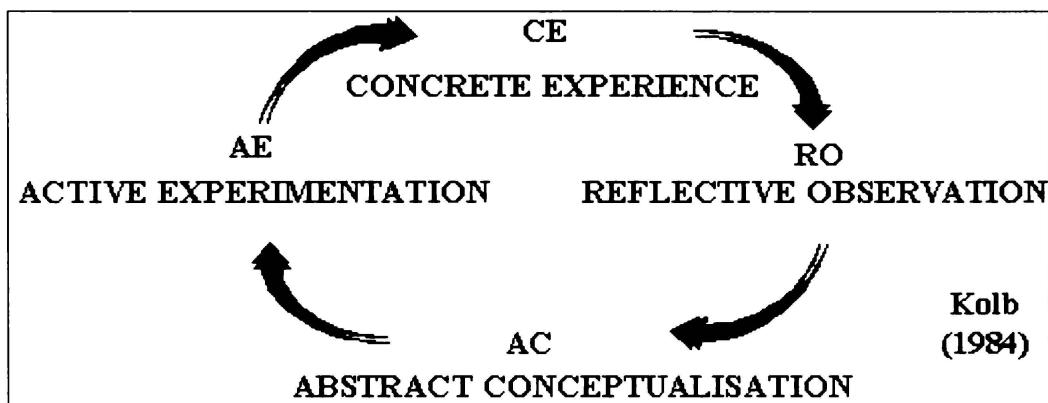 CE
CONCRETE EXPERIENCE
RO
REFLECTIVE OBSERVATION
AC
ABSTRACT CONCEPTUALISATION
AE
ACTIVE EXPERIMENTATION
Kolb
(1984)